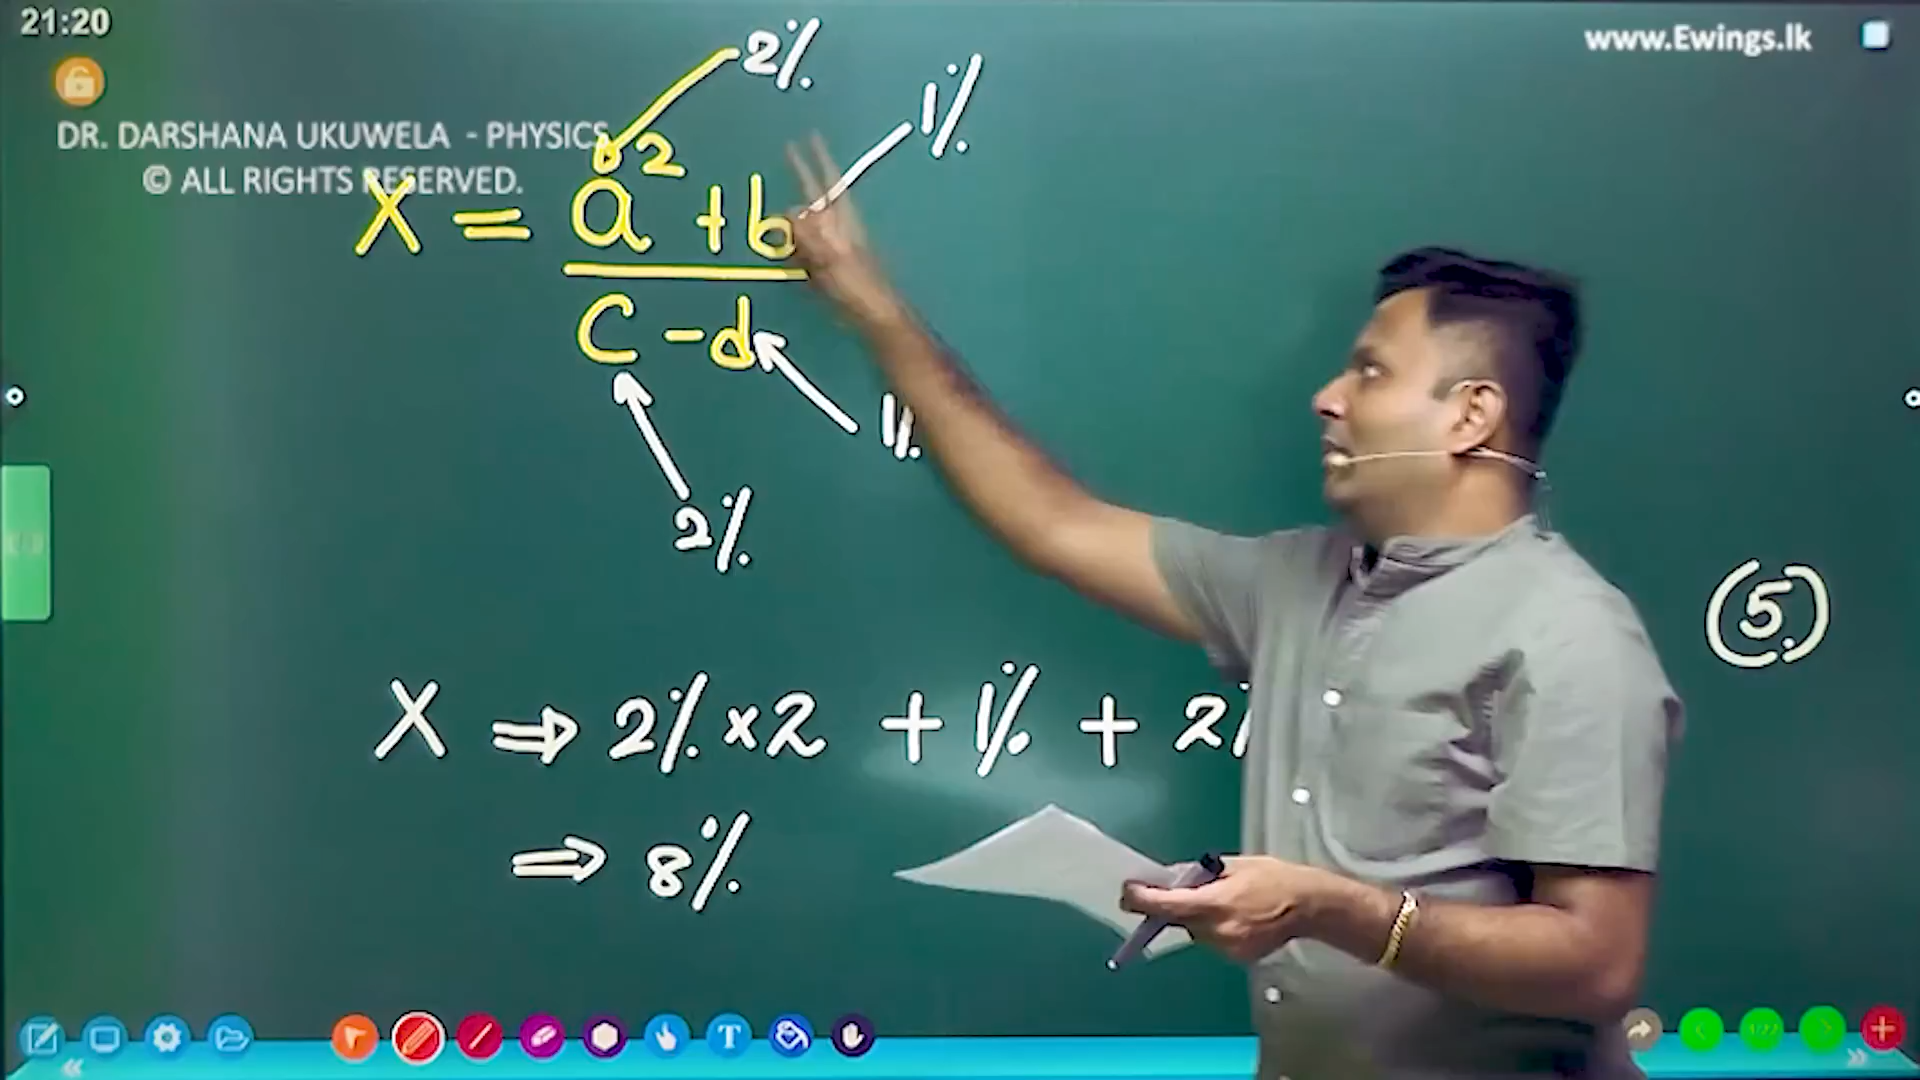 21:20
www.Ewings.lk
DR. DARSHANA UKUWELA - PHYSICS
© ALL RIGHTS RESERVED.
2%
1%
X = a² + b
c - d
1%
2%
(5.)
X ⇒ 2% × 2 + 1% + 2%
⇒ 8%
T